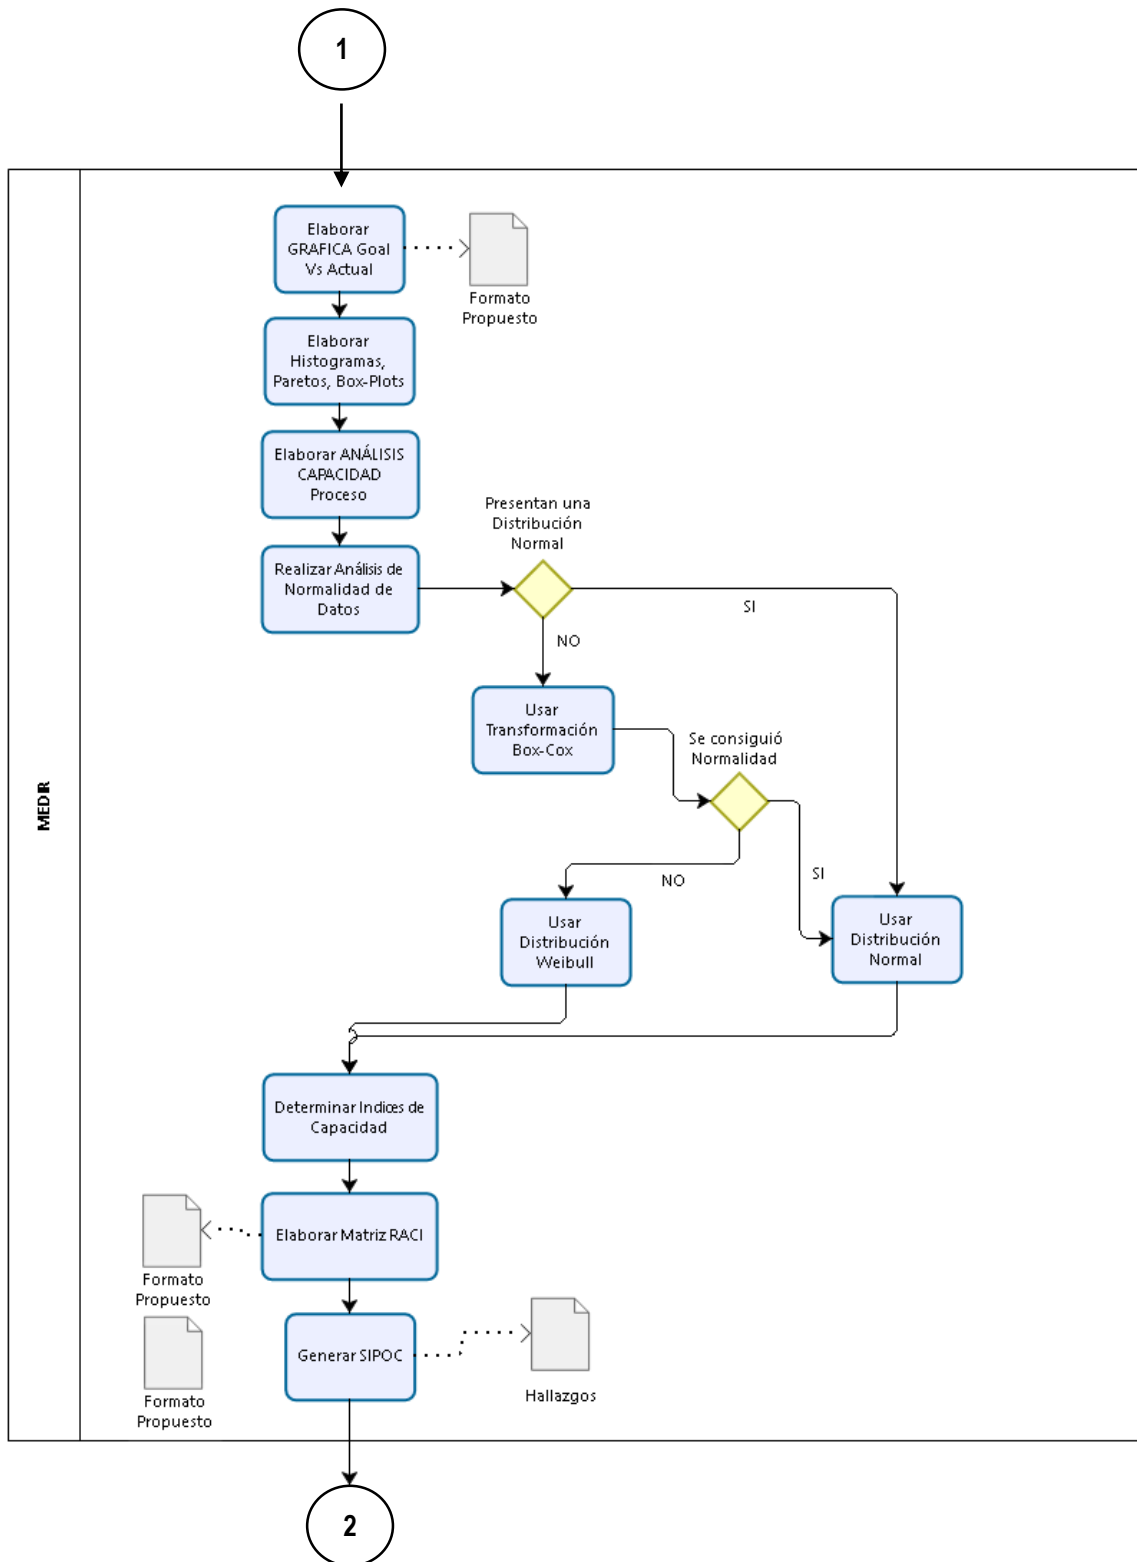 1
Elaborar
GRAFICA Goal
Vs Actual
Formato
Propuesto
Elaborar
Histogramas,
Paretos, Box-Plots
Elaborar ANÁLISIS
CAPACIDAD
Proceso
Presentan una
Distribución
Normal
Realizar Análisis de
Normalidad de
Datos
SI
NO
Usar
Transformación
Box-Cox
Se consiguió
Normalidad
MEDIR
NO
SI
Usar
Distribución
Weibull
Usar
Distribución
Normal
Determinar Indices de
Capacidad
Elaborar Matriz RACI
Formato
Propuesto
Generar SIPOC
Hallazgos
Formato
Propuesto
2